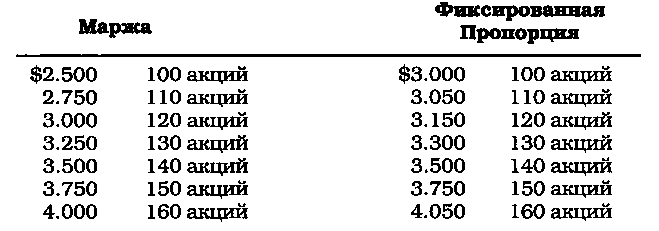 Маржа Фиксированная
Пропорция
$2.500 100 акций $3.000 100 акций
2.750 110 акций 3.050 110 акций
3.000 120 акций 3.150 120 акций
3.250 130 акций 3.300 130 акций
3.500 140 акций 3.500 140 акций
3.750 150 акций 3.750 150 акций
4.000 160 акций 4.050 160 акций